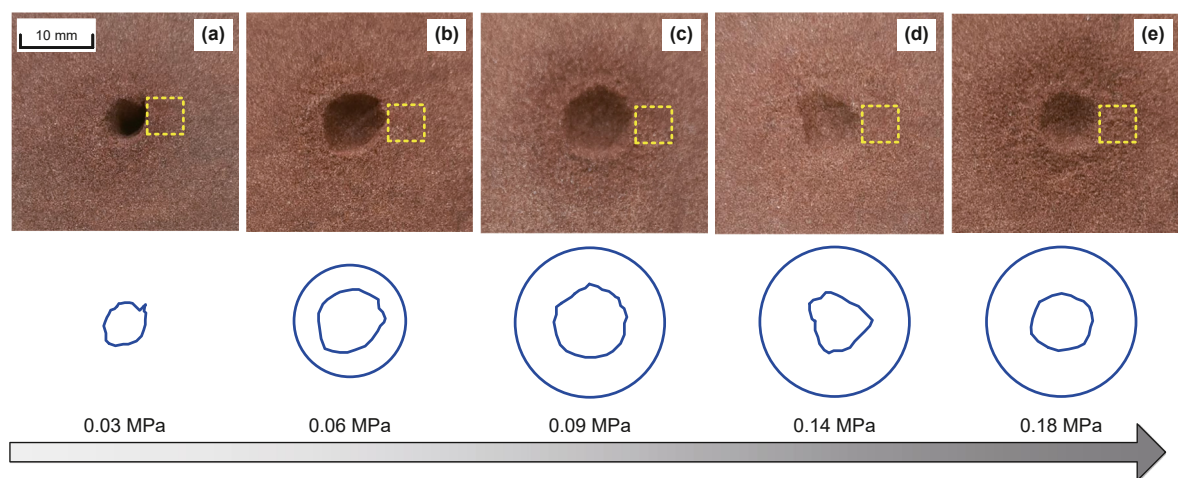 10 mm
(a)
(b)
(c)
(d)
(e)
0.03 MPa
0.06 MPa
0.09 MPa
0.14 MPa
0.18 MPa